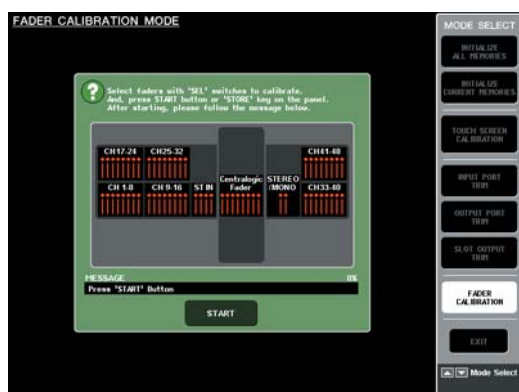 FADER CALIBRATION MODE
Select faders with "SEL" switches to calibrate.
And, press START button or "STORE" key on the panel.
After starting, please follow the message below.
CH17-24 CH25-32 CH41-48
CH 1-8 CH 9-16 ST IN Centralogic Fader STEREO /MONO CH33-40
MESSAGE 0%
Press "START" Button
START
MODE SELECT
INITIALIZE
ALL MEMORIES
INITIALIZE
CURRENT MEMORIES
TOUCH SCREEN
CALIBRATION
INPUT PORT
TRIM
OUTPUT PORT
TRIM
SLOT OUTPUT
TRIM
FADER
CALIBRATION
EXIT
Mode Select